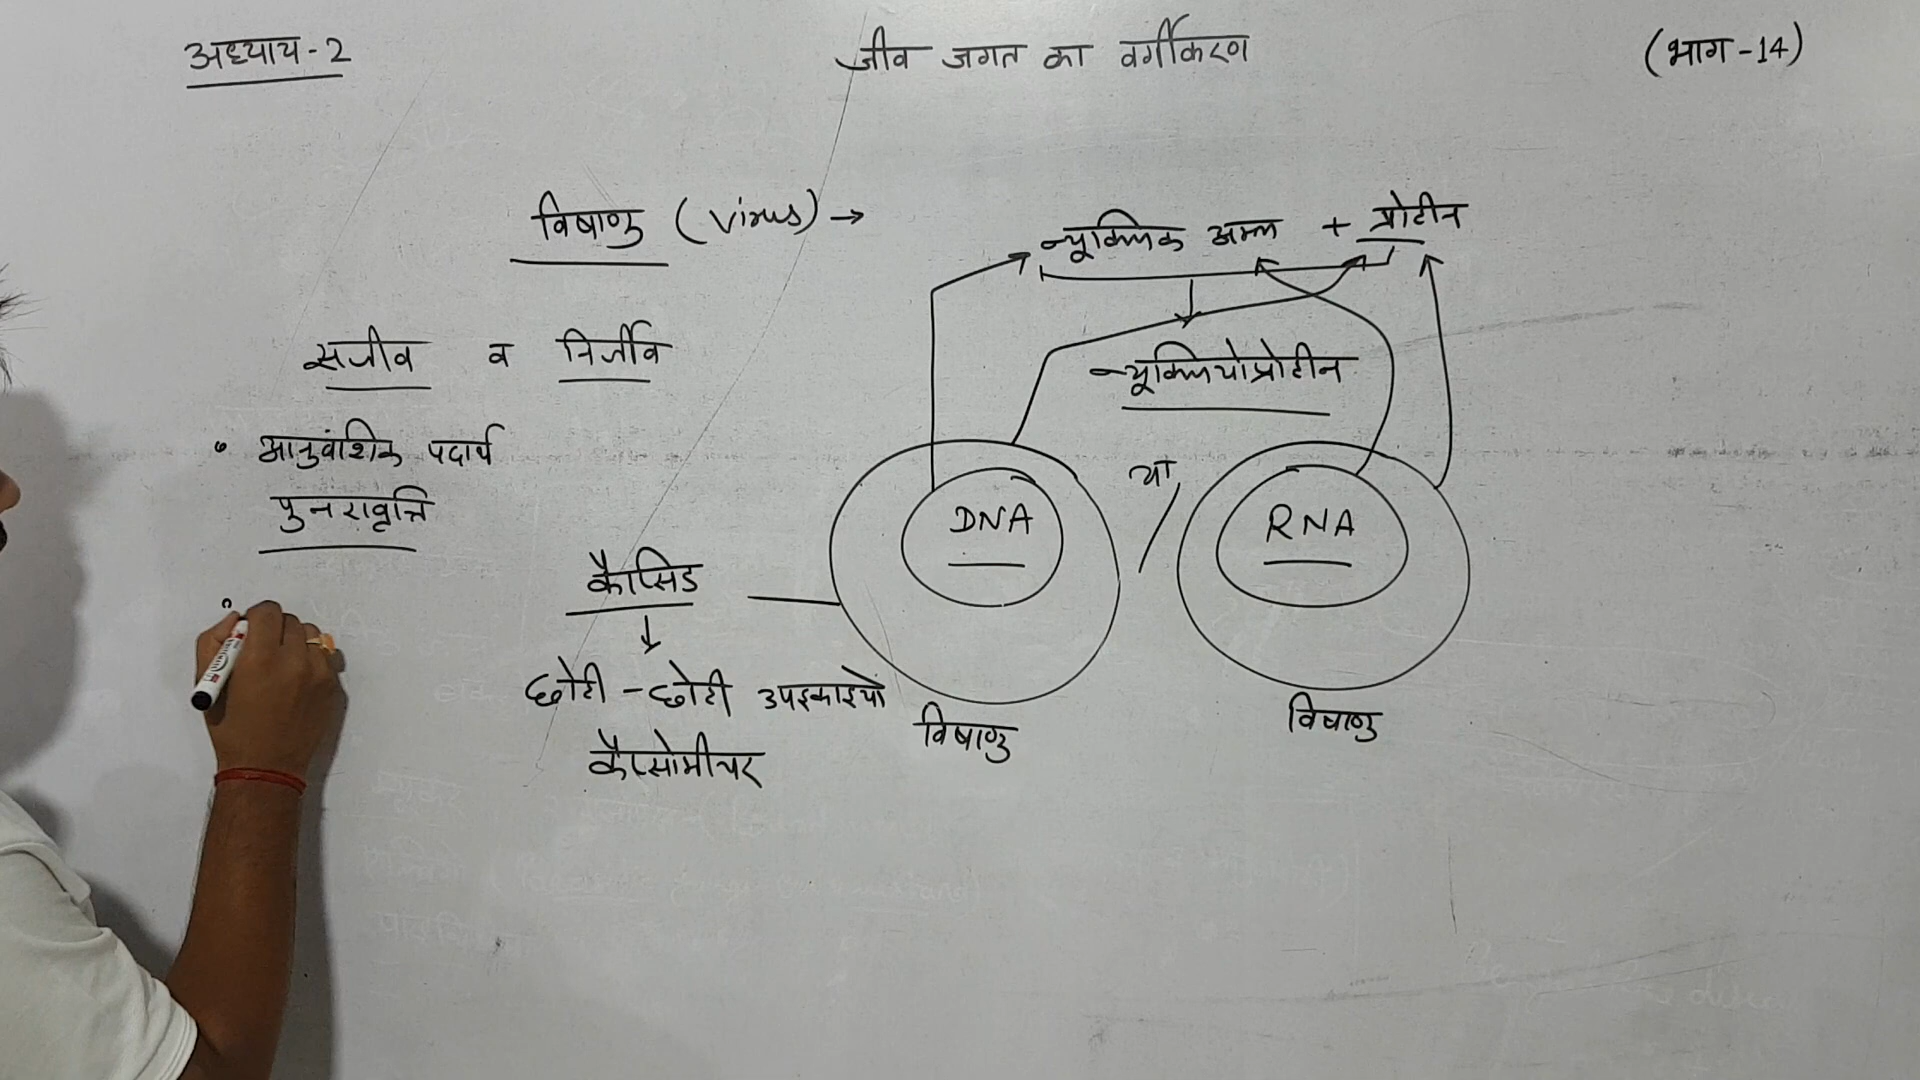 अध्याय-2 जीव जगत का वर्गीकरण (भाग-14)
विषाणु (Virus) → न्यूक्लिक अम्ल + प्रोटीन
न्यूक्लियोप्रोटीन
सजीव व निर्जीव
• आनुवंशिक पदार्थ
पुनरावृत्ति
कैप्सिड
छोटी-छोटी उपइकाइयों
कैप्सोमीयर
DNA
विषाणु
या
RNA
विषाणु